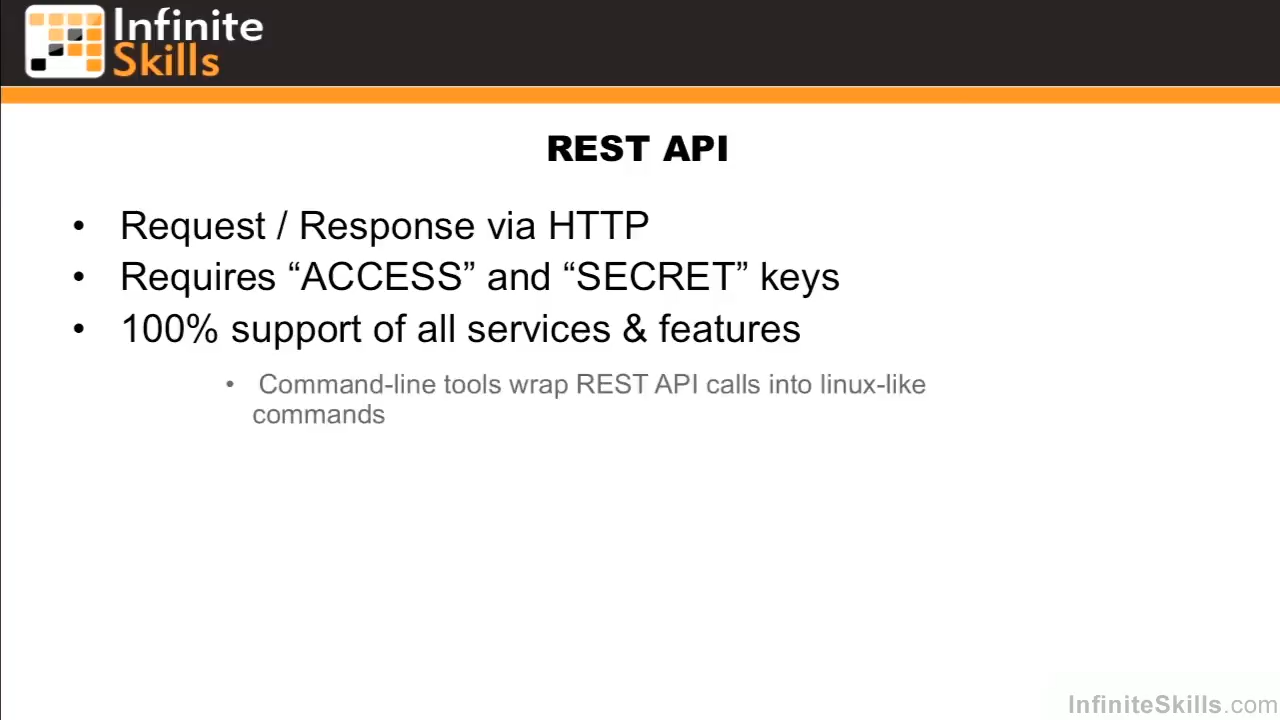 Infinite
Skills
REST API
• Request / Response via HTTP
• Requires “ACCESS” and “SECRET” keys
• 100% support of all services & features
• Command-line tools wrap REST API calls into linux-like
commands
InfiniteSkills.com